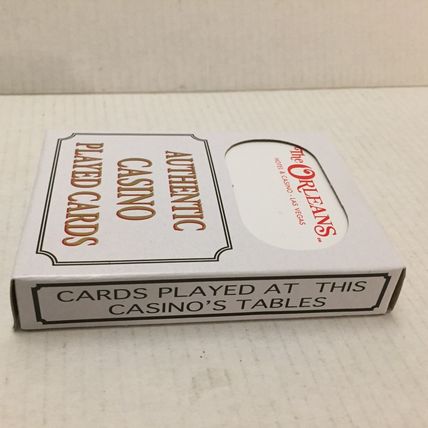 The ORLEANS
HOTEL & CASINO • LAS VEGAS
AUTHENTIC
CASINO
PLAYED CARDS
CARDS PLAYED AT THIS
CASINO'S TABLES